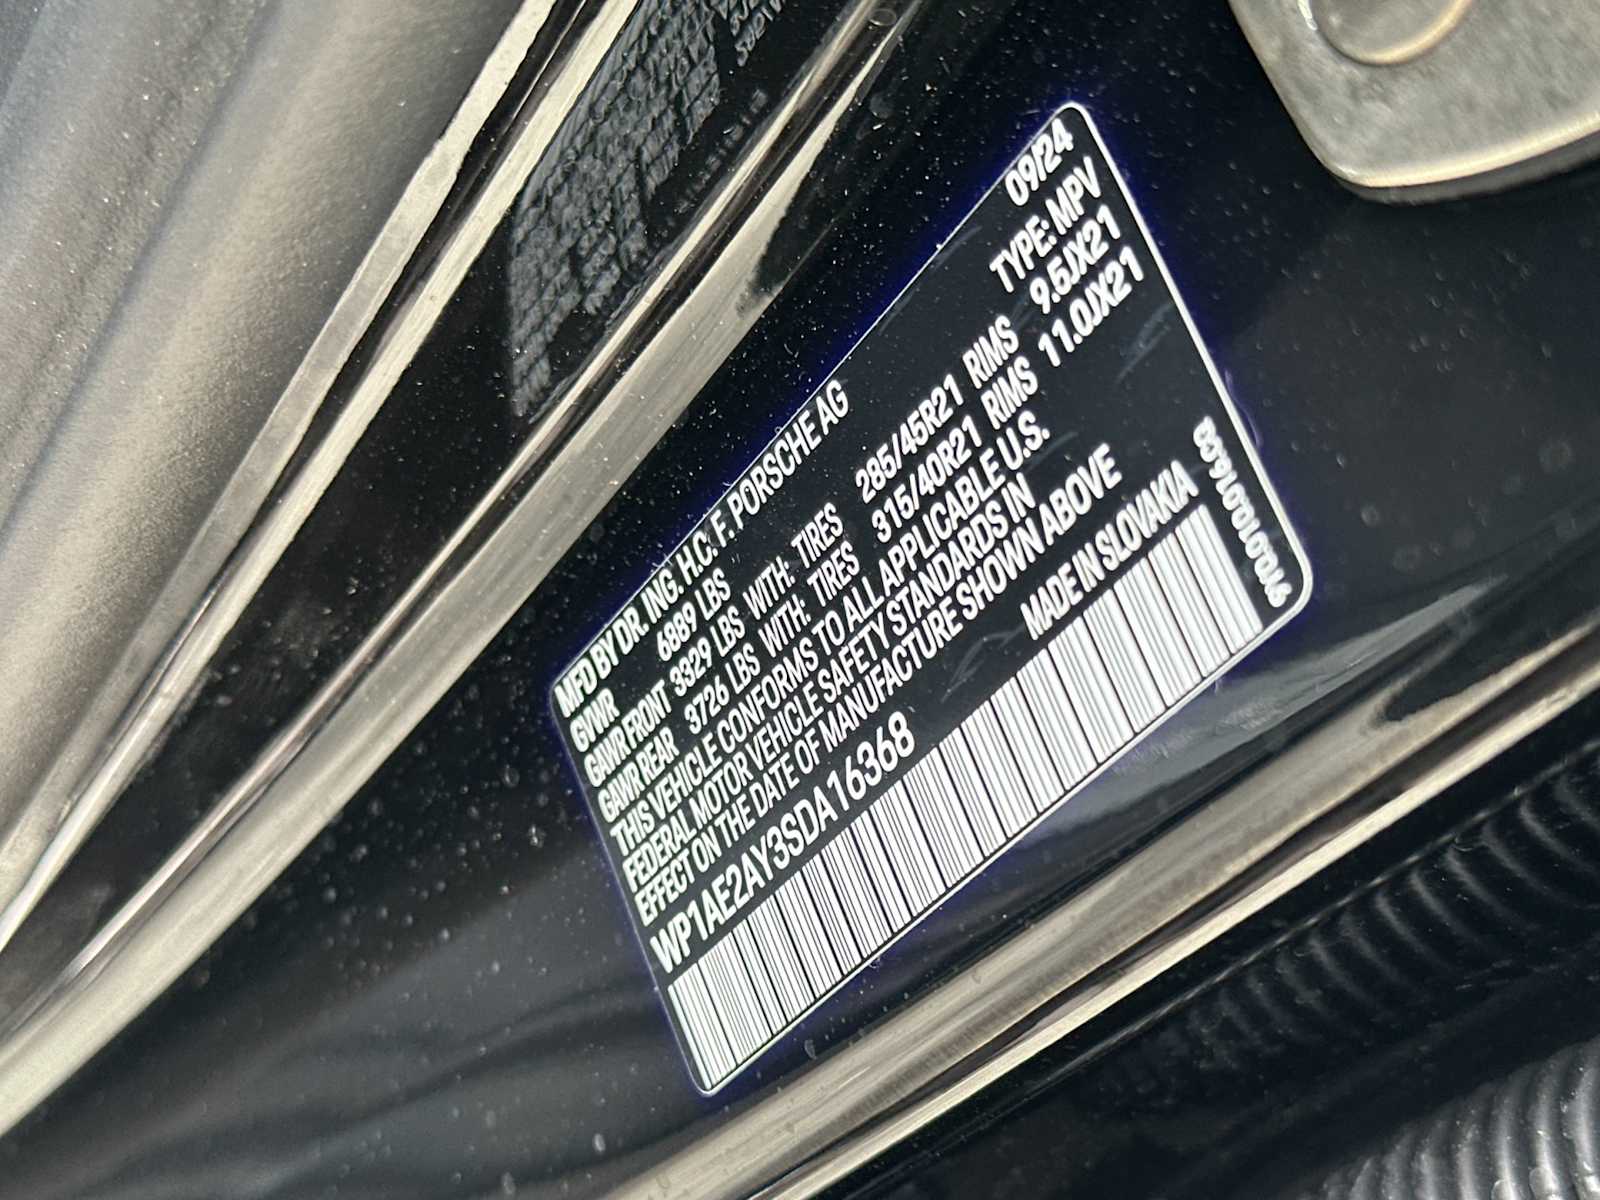 MFD BY DR. ING. H.C. F. PORSCHE AG 09/24
GVWR 6889 LBS TYPE: MPV
GAWR FRONT 3329 LBS WITH: TIRES 285/45R21 RIMS 9.5JX21
GAWR REAR 3726 LBS WITH: TIRES 315/40R21 RIMS 11.0JX21
THIS VEHICLE CONFORMS TO ALL APPLICABLE U.S.
FEDERAL MOTOR VEHICLE SAFETY STANDARDS IN
EFFECT ON THE DATE OF MANUFACTURE SHOWN ABOVE
WP1AE2AY3SDA16368 MADE IN SLOVAKIA